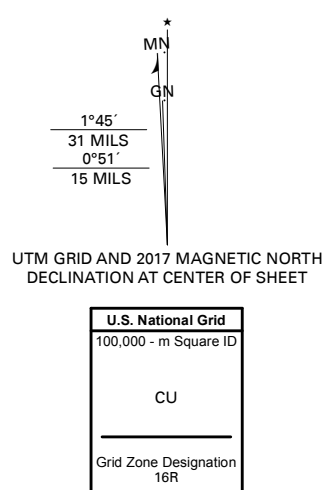 MN
GN
1°45´
31 MILS
0°51´
15 MILS
UTM GRID AND 2017 MAGNETIC NORTH
DECLINATION AT CENTER OF SHEET
U.S. National Grid
100,000 - m Square ID
CU
Grid Zone Designation
16R